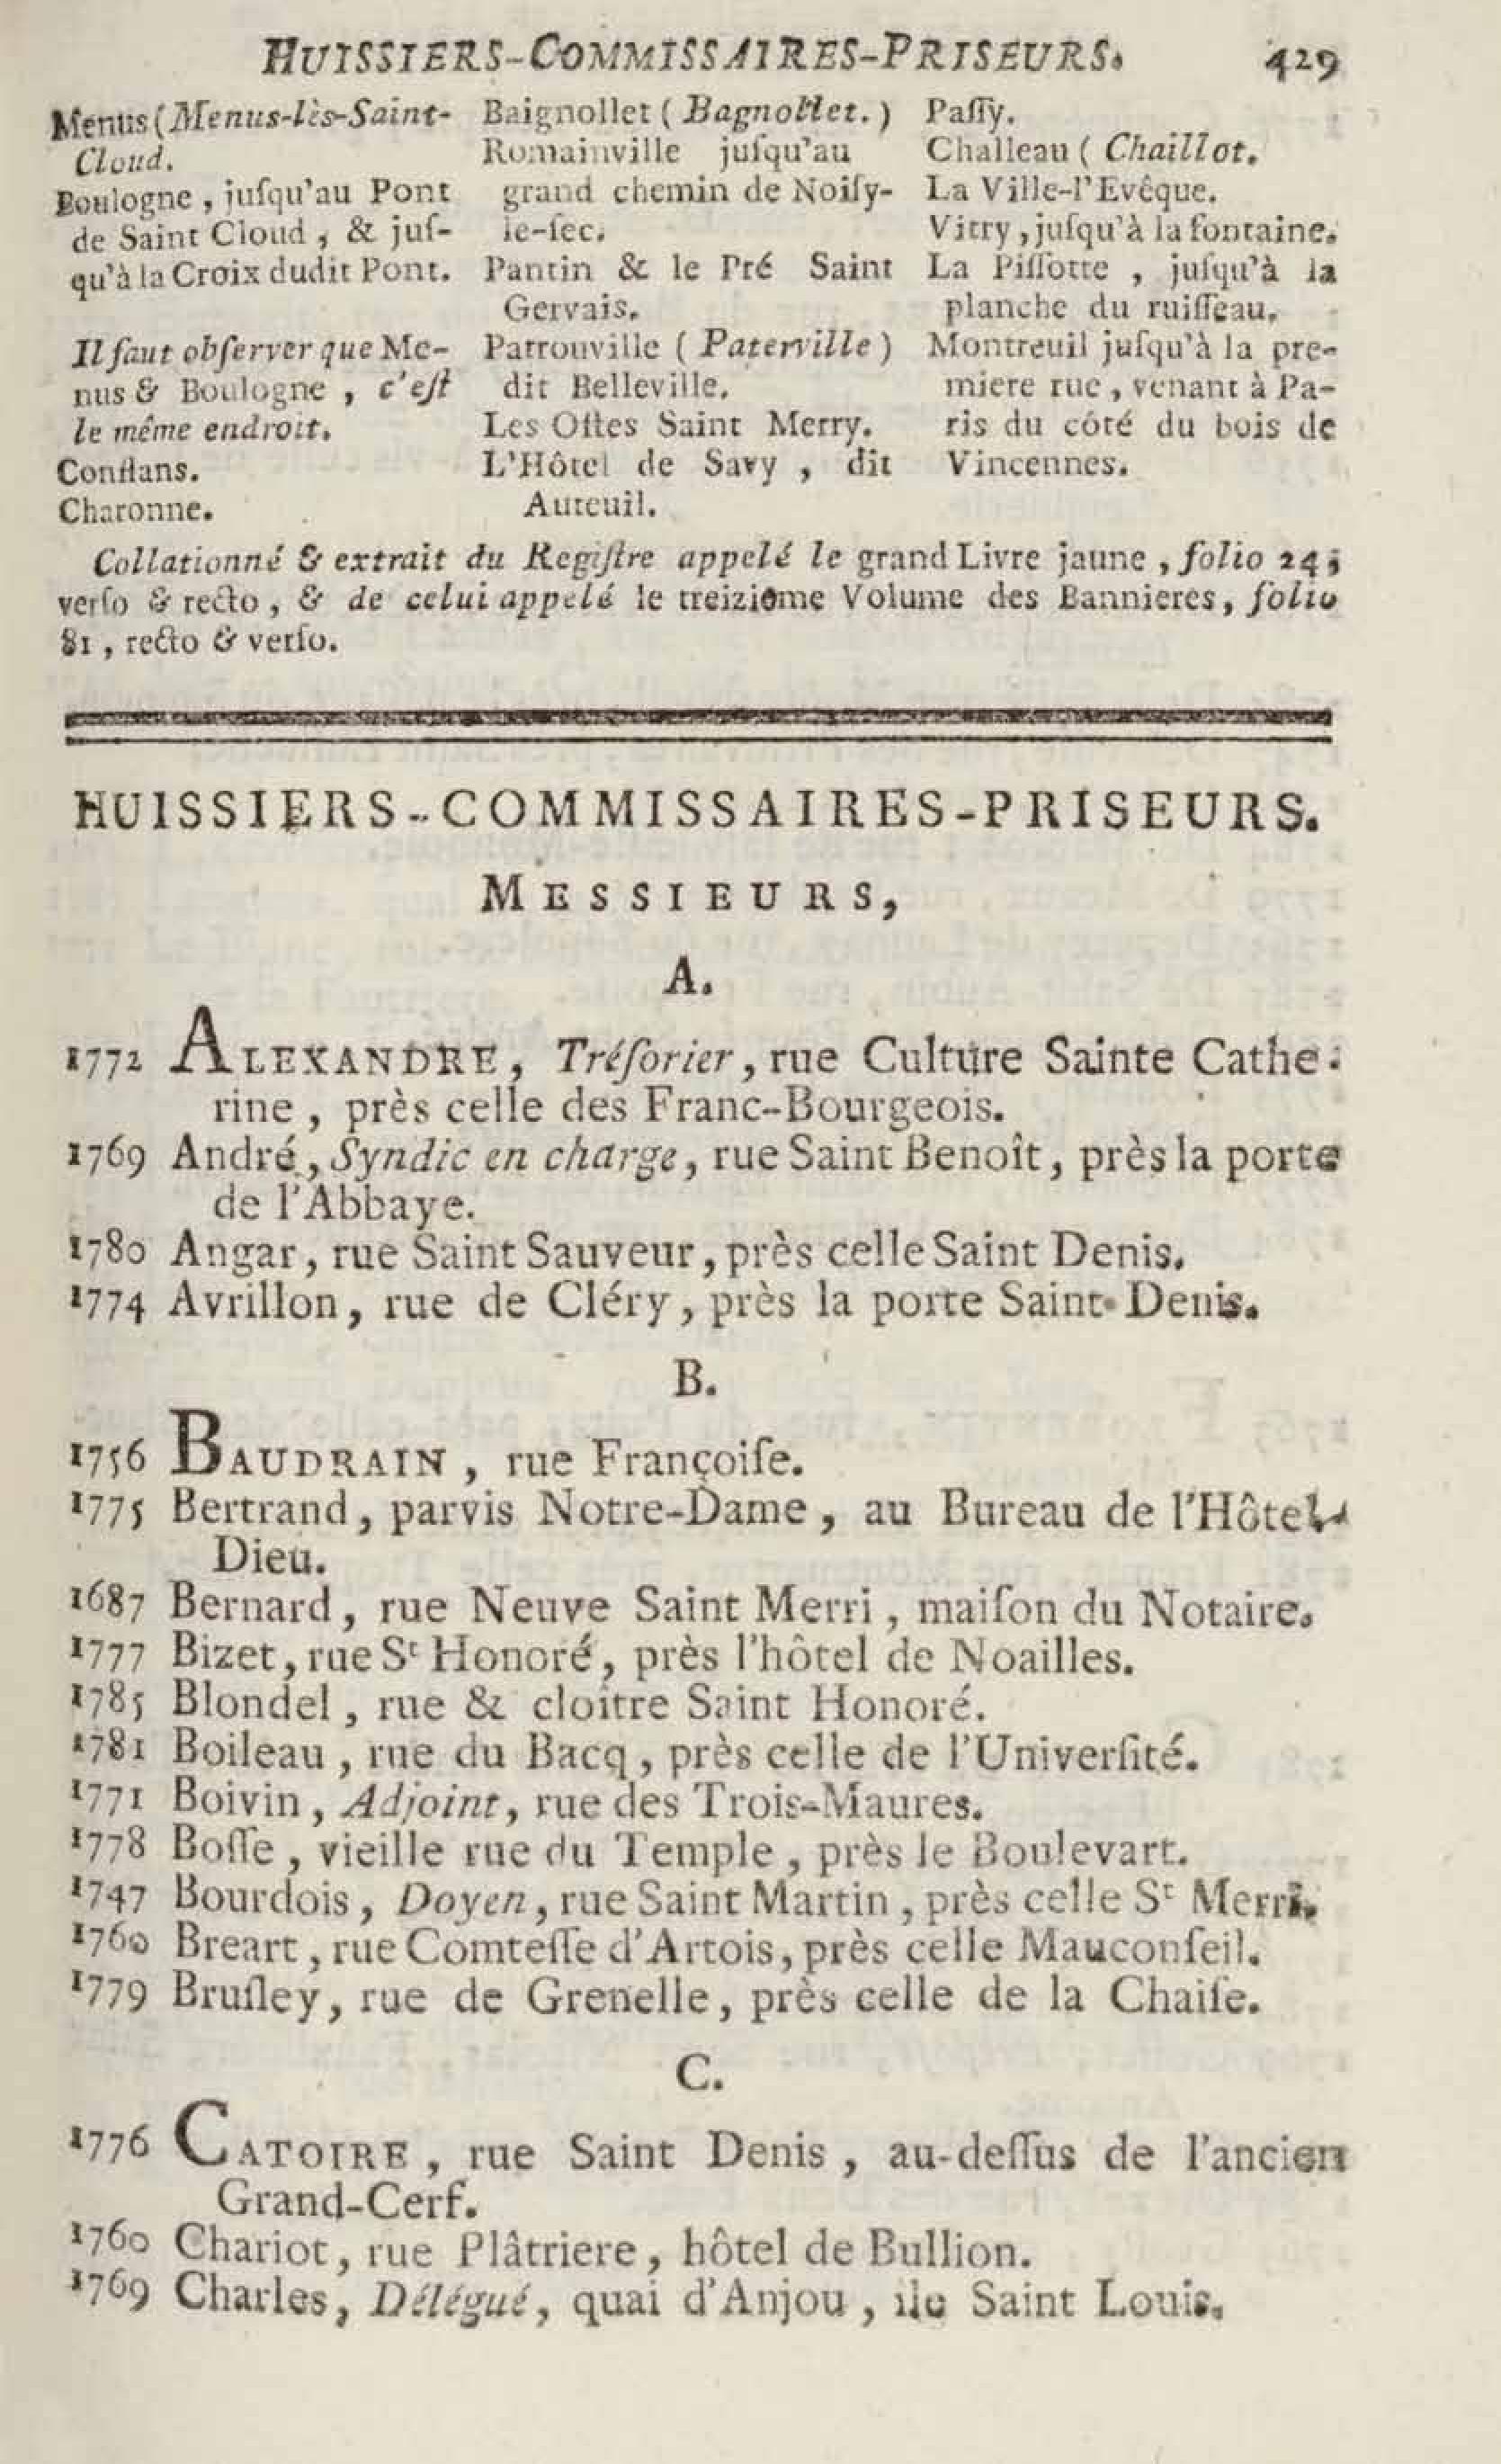 HUISSIERS-COMMISSAIRES-PRISEURS. 429
Menus (Menus-lès-Saint-
Cloud.
Boulogne, juſqu'au Pont
de Saint Cloud, & juſ-
qu'à la Croix dudit Pont.
Il faut obſerver que Me-
nus & Boulogne, c'eſt
le même endroit.
Conflans.
Charonne.
Baignollet (Bagnollet.)
Romainville juſqu'au
grand chemin de Noiſy-
le-ſec.
Pantin & le Pré Saint
Gervais.
Patrouville (Paterville)
dit Belleville.
Les Oſtes Saint Merry.
L'Hôtel de Savy, dit
Auteuil.
Paſſy.
Challeau (Chaillot.
La Ville-l'Evêque.
Vitry, juſqu'à la fontaine.
La Piſſotte, juſqu'à la
planche du ruiſſeau.
Montreuil juſqu'à la pre-
miere rue, venant à Pa-
ris du côté du bois de
Vincennes.
Collationné & extrait du Regiſtre appelé le grand Livre jaune, folio 24;
verſo & recto, & de celui appelé le treizieme Volume des Bannieres, folio
81, recto & verſo.
HUISSIERS-COMMISSAIRES-PRISEURS.
MESSIEURS,
A.
1772 ALEXANDRE, Tréſorier, rue Culture Sainte Cathe-
rine, près celle des Franc-Bourgeois.
1769 André, Syndic en charge, rue Saint Benoît, près la porte
de l'Abbaye.
1780 Angar, rue Saint Sauveur, près celle Saint Denis.
1774 Avrillon, rue de Cléry, près la porte Saint-Denis.
B.
1756 BAUDRAIN, rue Françoiſe.
1775 Bertrand, parvis Notre-Dame, au Bureau de l'Hôtel-
Dieu.
1687 Bernard, rue Neuve Saint Merri, maiſon du Notaire.
1777 Bizet, rue St Honoré, près l'hôtel de Noailles.
1785 Blondel, rue & cloître Saint Honoré.
1781 Boileau, rue du Bacq, près celle de l'Univerſité.
1771 Boivin, Adjoint, rue des Trois-Maures.
1778 Boſſe, vieille rue du Temple, près le Boulevart.
1747 Bourdois, Doyen, rue Saint Martin, près celle St Merri.
1760 Breart, rue Comteſſe d'Artois, près celle Mauconſeil.
1779 Bruſley, rue de Grenelle, près celle de la Chaiſe.
C.
1776 CATOIRE, rue Saint Denis, au-deſſus de l'ancien
Grand-Cerf.
1760 Chariot, rue Plâtriere, hôtel de Bullion.
1769 Charles, Délégué, quai d'Anjou, ile Saint Louis.